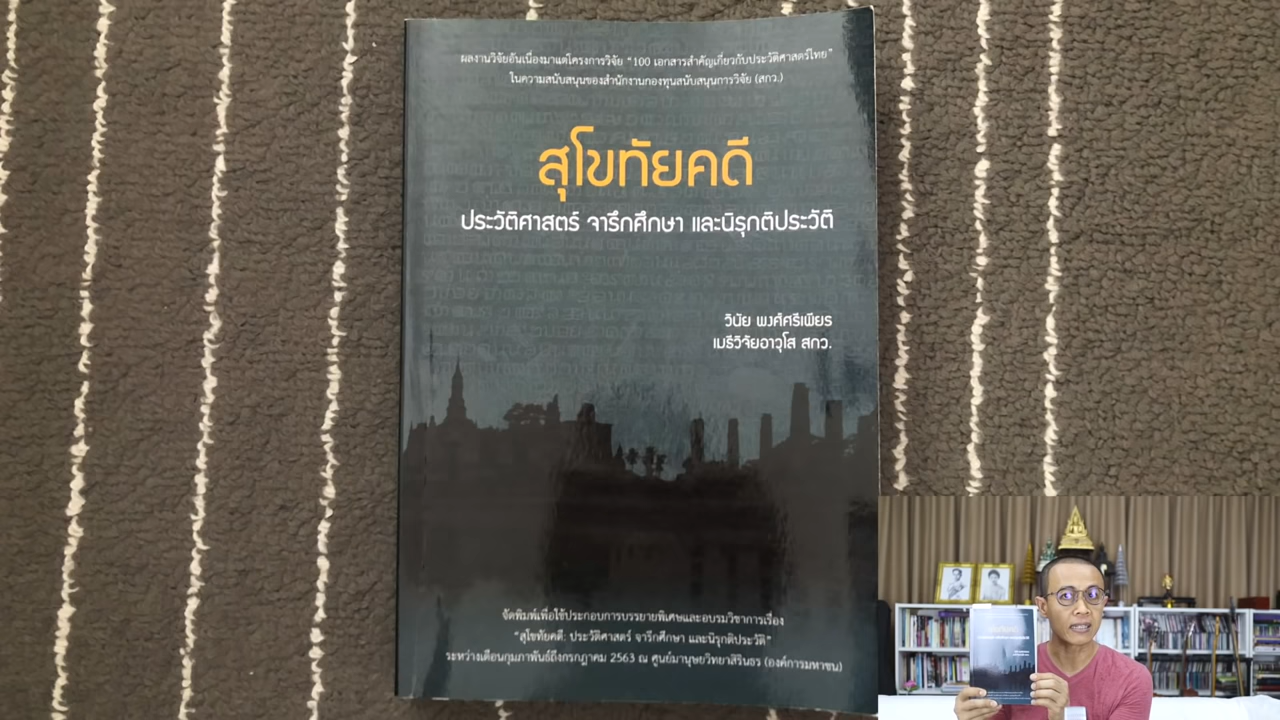 ผลงานวิจัยอันเนื่องมาแต่โครงการวิจัย “100 เอกสารสำคัญเกี่ยวกับประวัติศาสตร์ไทย”
ในความสนับสนุนของสำนักงานกองทุนสนับสนุนการวิจัย (สกว.)
สุโขทัยคดี
ประวัติศาสตร์ จารึกศึกษา และนิรุกติประวัติ
วินัย พงศ์ศรีเพียร
เมธีวิจัยอาวุโส สกว.
จัดพิมพ์เพื่อใช้ประกอบการบรรยายพิเศษและอบรมวิชาการเรื่อง
“สุโขทัยคดี: ประวัติศาสตร์ จารึกศึกษา และนิรุกติประวัติ”
ระหว่างเดือนกุมภาพันธ์ถึงกรกฎาคม 2563 ณ ศูนย์มานุษยวิทยาสิรินธร (องค์การมหาชน)
สุโขทัยคดี